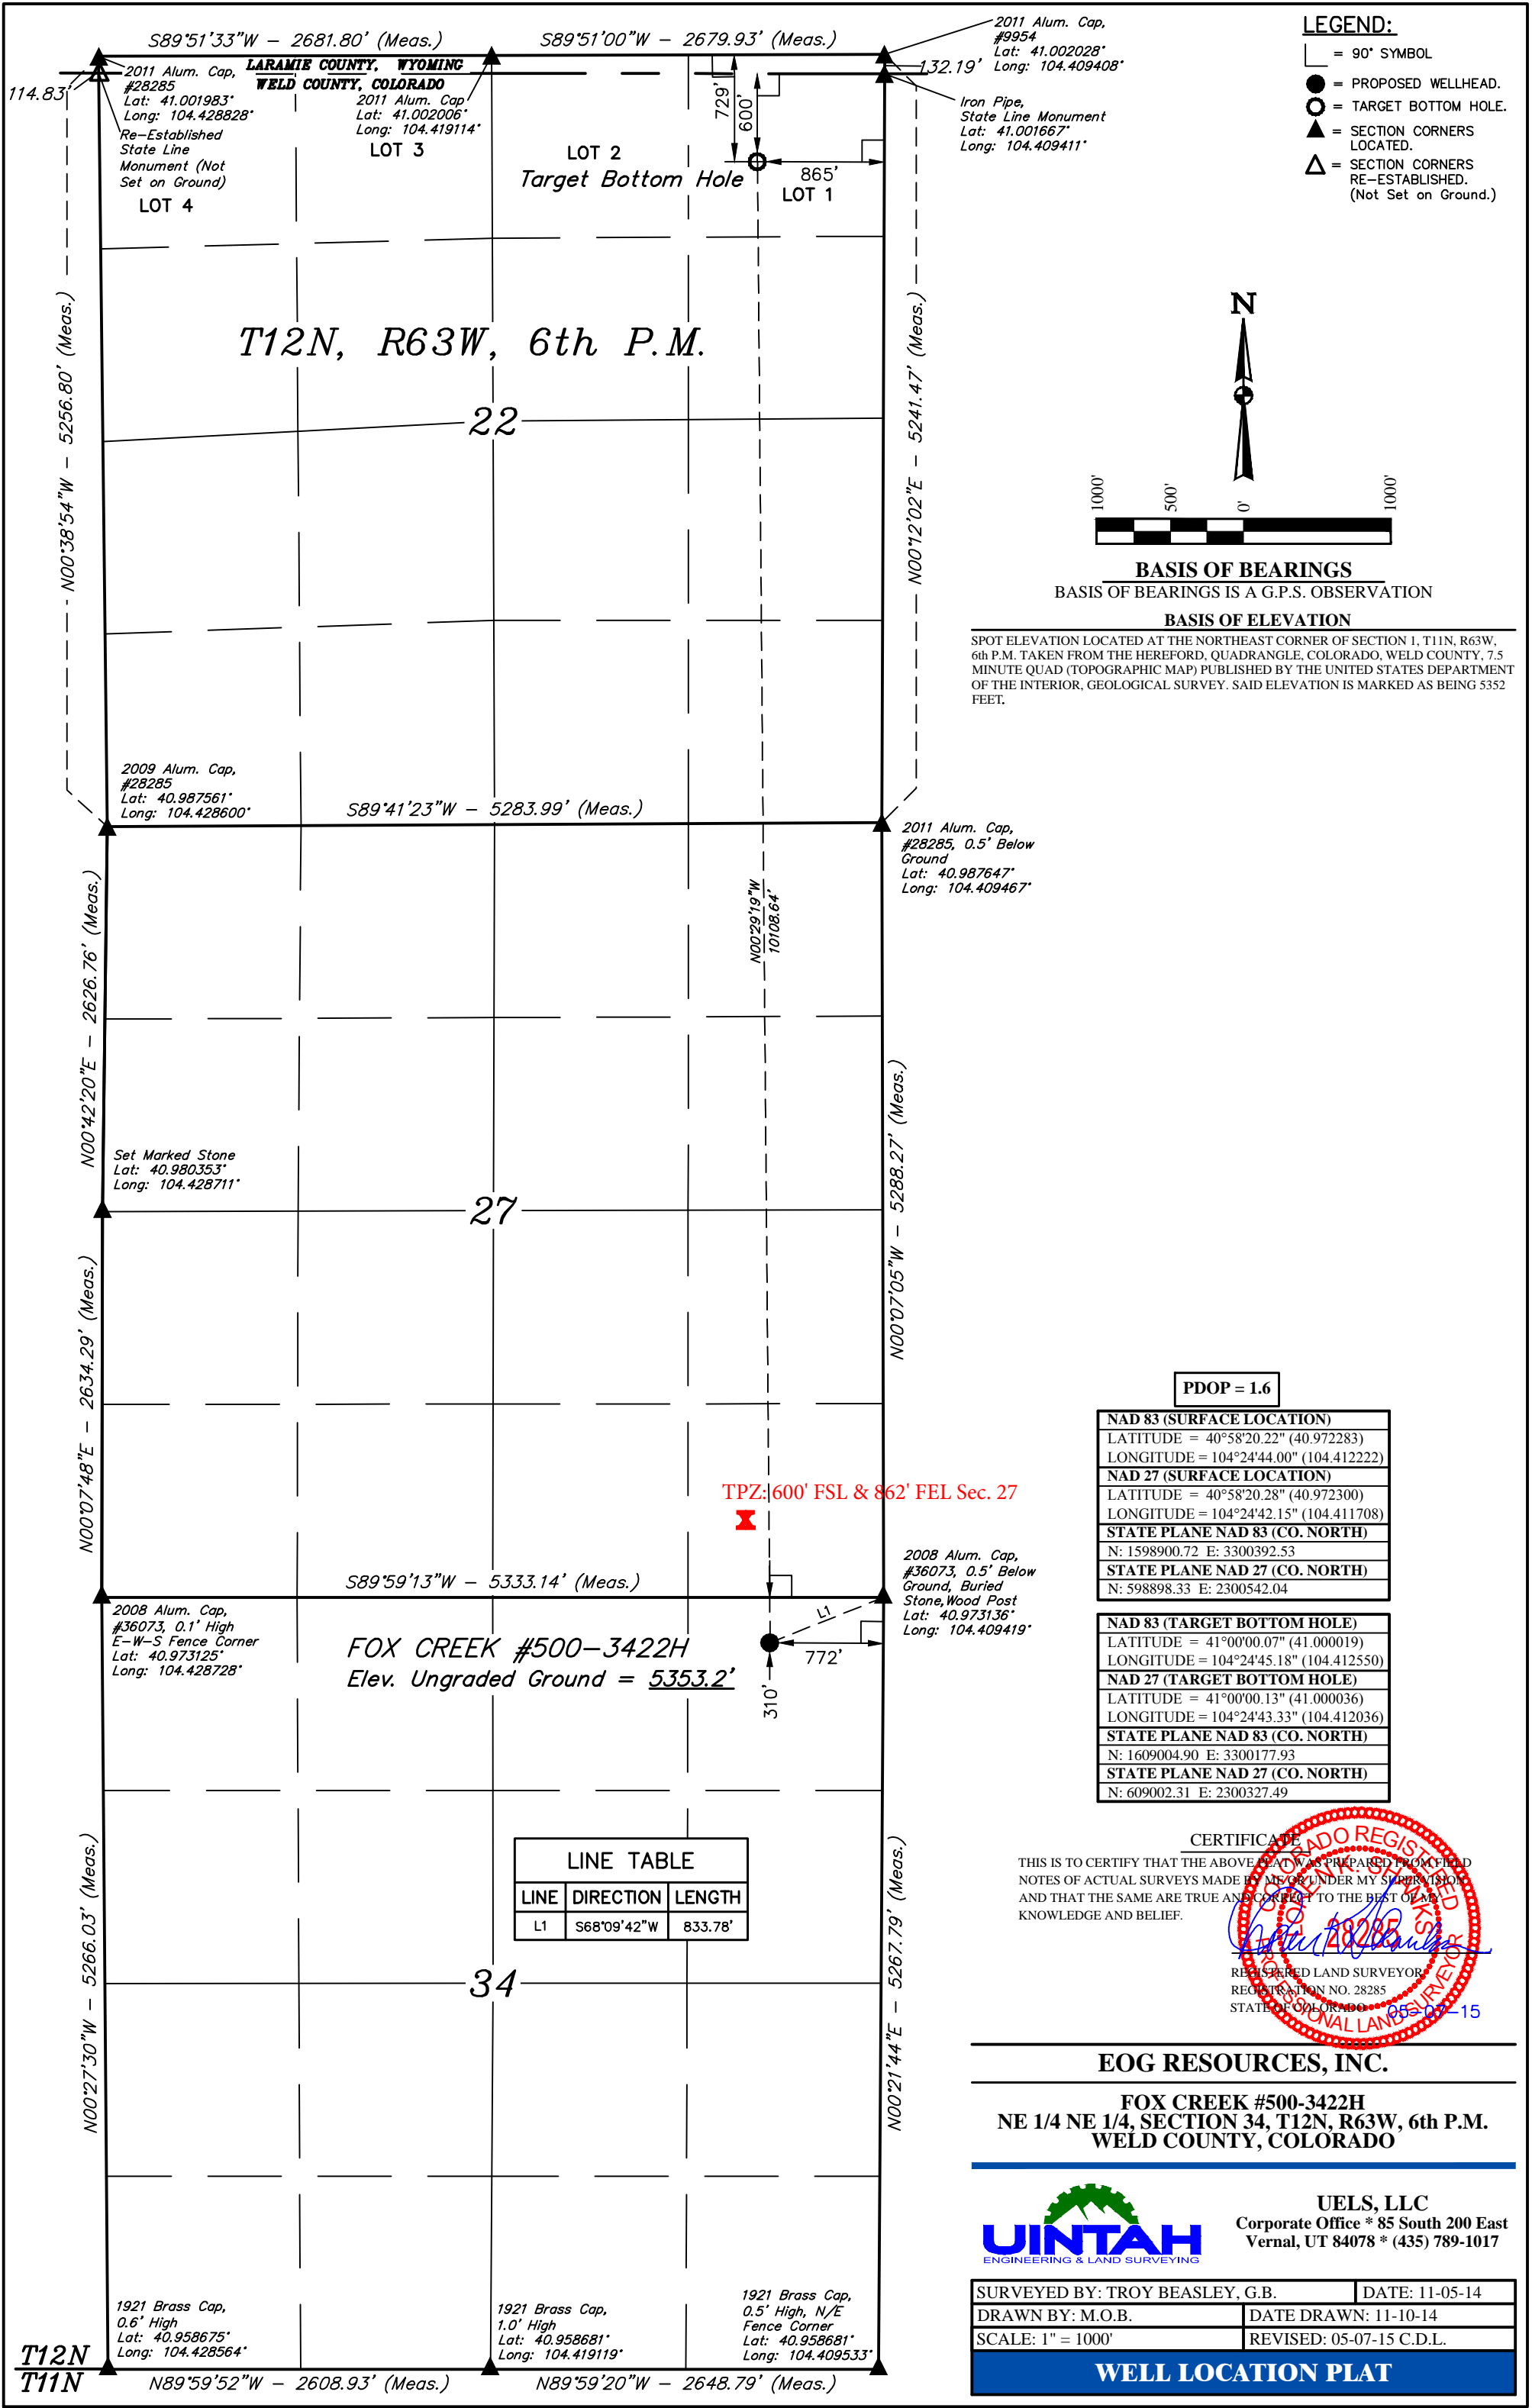 S89°51'33"W - 2681.80' (Meas.)
S89°51'00"W - 2679.93' (Meas.)
LARAMIE COUNTY, WYOMING
WELD COUNTY, COLORADO
114.83'
2011 Alum. Cap,
#28285
Lat: 41.001983°
Long: 104.428828°
Re-Established
State Line
Monument (Not
Set on Ground)
LOT 4
2011 Alum. Cap
Lat: 41.002006°
Long: 104.419114°
LOT 3
LOT 2
Target Bottom Hole
729'
600'
865'
LOT 1
2011 Alum. Cap,
#9954
Lat: 41.002028°
Long: 104.409408°
132.19'
Iron Pipe,
State Line Monument
Lat: 41.001667°
Long: 104.409411°
LEGEND:
= 90° SYMBOL
= PROPOSED WELLHEAD.
= TARGET BOTTOM HOLE.
= SECTION CORNERS
LOCATED.
= SECTION CORNERS
RE-ESTABLISHED.
(Not Set on Ground.)
N00°38'54"W - 5256.80' (Meas.)
T12N, R63W, 6th P.M.
22
N00°12'02"E - 5241.47' (Meas.)
N
1000'
500'
0'
1000'
BASIS OF BEARINGS
BASIS OF BEARINGS IS A G.P.S. OBSERVATION
BASIS OF ELEVATION
SPOT ELEVATION LOCATED AT THE NORTHEAST CORNER OF SECTION 1, T11N, R63W,
6th P.M. TAKEN FROM THE HEREFORD, QUADRANGLE, COLORADO, WELD COUNTY, 7.5
MINUTE QUAD (TOPOGRAPHIC MAP) PUBLISHED BY THE UNITED STATES DEPARTMENT
OF THE INTERIOR, GEOLOGICAL SURVEY. SAID ELEVATION IS MARKED AS BEING 5352
FEET.
2009 Alum. Cap,
#28285
Lat: 40.987561°
Long: 104.428600°
S89°41'23"W - 5283.99' (Meas.)
2011 Alum. Cap,
#28285, 0.5' Below
Ground
Lat: 40.987647°
Long: 104.409467°
N00°29'19"W
10108.64'
N00°42'20"E - 2626.76' (Meas.)
Set Marked Stone
Lat: 40.980353°
Long: 104.428711°
27
N00°07'05"W - 5288.27' (Meas.)
N00°07'48"E - 2634.29' (Meas.)
TPZ: 600' FSL & 862' FEL Sec. 27
S89°59'13"W - 5333.14' (Meas.)
2008 Alum. Cap,
#36073, 0.5' Below
Ground, Buried
Stone,Wood Post
Lat: 40.973136°
Long: 104.409419°
2008 Alum. Cap,
#36073, 0.1' High
E-W-S Fence Corner
Lat: 40.973125°
Long: 104.428728°
FOX CREEK #500-3422H
Elev. Ungraded Ground = 5353.2'
L1
772'
310'
PDOP = 1.6
NAD 83 (SURFACE LOCATION)
LATITUDE = 40°58'20.22" (40.972283)
LONGITUDE = 104°24'44.00" (104.412222)
NAD 27 (SURFACE LOCATION)
LATITUDE = 40°58'20.28" (40.972300)
LONGITUDE = 104°24'42.15" (104.411708)
STATE PLANE NAD 83 (CO. NORTH)
N: 1598900.72 E: 3300392.53
STATE PLANE NAD 27 (CO. NORTH)
N: 598898.33 E: 2300542.04
NAD 83 (TARGET BOTTOM HOLE)
LATITUDE = 41°00'00.07" (41.000019)
LONGITUDE = 104°24'45.18" (104.412550)
NAD 27 (TARGET BOTTOM HOLE)
LATITUDE = 41°00'00.13" (41.000036)
LONGITUDE = 104°24'43.33" (104.412036)
STATE PLANE NAD 83 (CO. NORTH)
N: 1609004.90 E: 3300177.93
STATE PLANE NAD 27 (CO. NORTH)
N: 609002.31 E: 2300327.49
N00°27'30"W - 5266.03' (Meas.)
LINE TABLE
LINE DIRECTION LENGTH
L1 S68°09'42"W 833.78'
34
N00°21'44"E - 5267.79' (Meas.)
CERTIFICATE
THIS IS TO CERTIFY THAT THE ABOVE PLAT WAS PREPARED FROM FIELD
NOTES OF ACTUAL SURVEYS MADE BY ME OR UNDER MY SUPERVISION
AND THAT THE SAME ARE TRUE AND CORRECT TO THE BEST OF MY
KNOWLEDGE AND BELIEF.
COLORADO REGISTERED
LOREN K. SHANKS
28285
PROFESSIONAL LAND SURVEYOR
REGISTERED LAND SURVEYOR
REGISTRATION NO. 28285
STATE OF COLORADO
05-07-15
EOG RESOURCES, INC.
FOX CREEK #500-3422H
NE 1/4 NE 1/4, SECTION 34, T12N, R63W, 6th P.M.
WELD COUNTY, COLORADO
UINTAH
ENGINEERING & LAND SURVEYING
UELS, LLC
Corporate Office * 85 South 200 East
Vernal, UT 84078 * (435) 789-1017
SURVEYED BY: TROY BEASLEY, G.B. DATE: 11-05-14
DRAWN BY: M.O.B. DATE DRAWN: 11-10-14
SCALE: 1" = 1000' REVISED: 05-07-15 C.D.L.
WELL LOCATION PLAT
1921 Brass Cap,
0.6' High
Lat: 40.958675°
Long: 104.428564°
1921 Brass Cap,
1.0' High
Lat: 40.958681°
Long: 104.419119°
1921 Brass Cap,
0.5' High, N/E
Fence Corner
Lat: 40.958681°
Long: 104.409533°
T12N
T11N
N89°59'52"W - 2608.93' (Meas.)
N89°59'20"W - 2648.79' (Meas.)